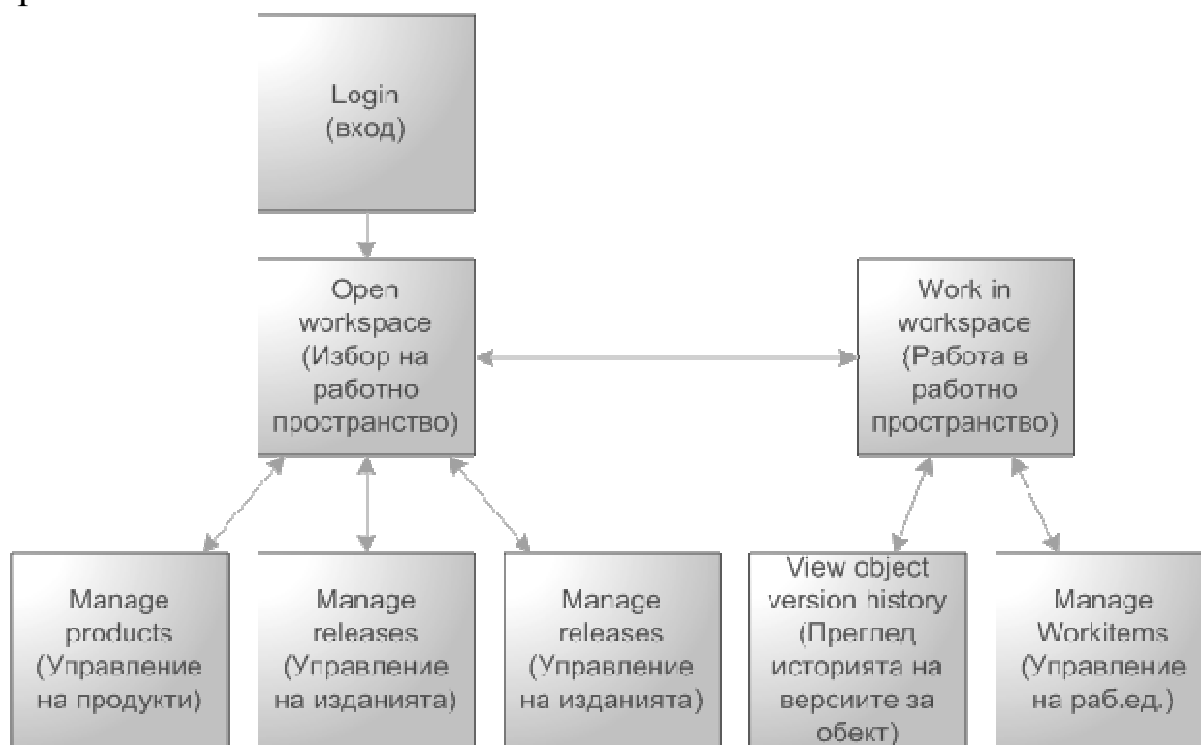 Login
(вход)
Open
workspace
(Избор на
работно
пространство)
Work in
workspace
(Работа в
работно
пространство)
Manage
products
(Управление
на продукти)
Manage
releases
(Управление
на изданията)
Manage
releases
(Управление
на изданията)
View object
version history
(Преглед
историята на
версиите за
обект)
Manage
Workitems
(Управление
на раб.ед.)